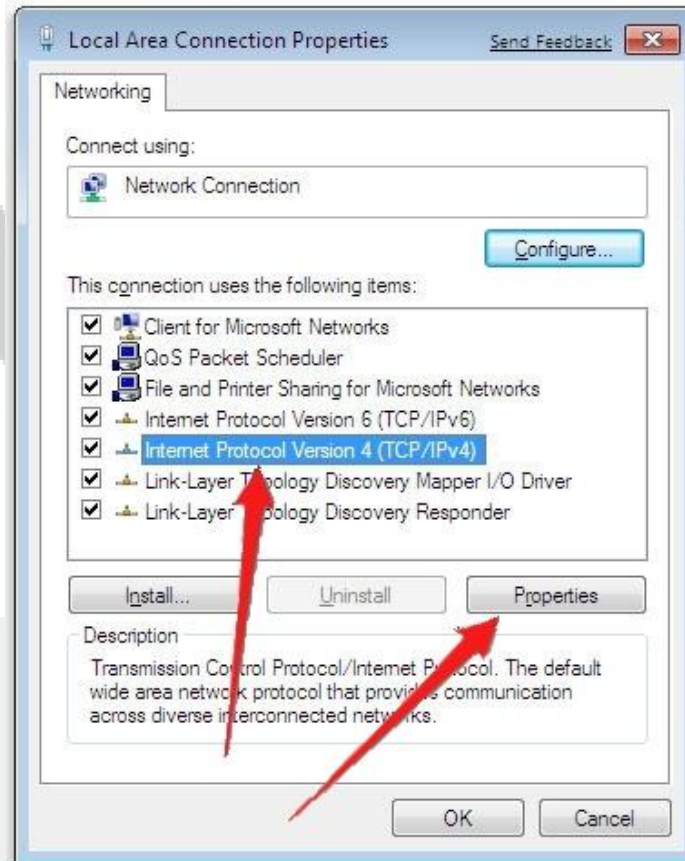 Local Area Connection Properties Send Feedback
Networking
Connect using:
Network Connection
Configure...
This connection uses the following items:
Client for Microsoft Networks
QoS Packet Scheduler
File and Printer Sharing for Microsoft Networks
Internet Protocol Version 6 (TCP/IPv6)
Internet Protocol Version 4 (TCP/IPv4)
Link-Layer Topology Discovery Mapper I/O Driver
Link-Layer Topology Discovery Responder
Install... Uninstall Properties
Description
Transmission Control Protocol/Internet Protocol. The default
wide area network protocol that provides communication
across diverse interconnected networks.
OK Cancel